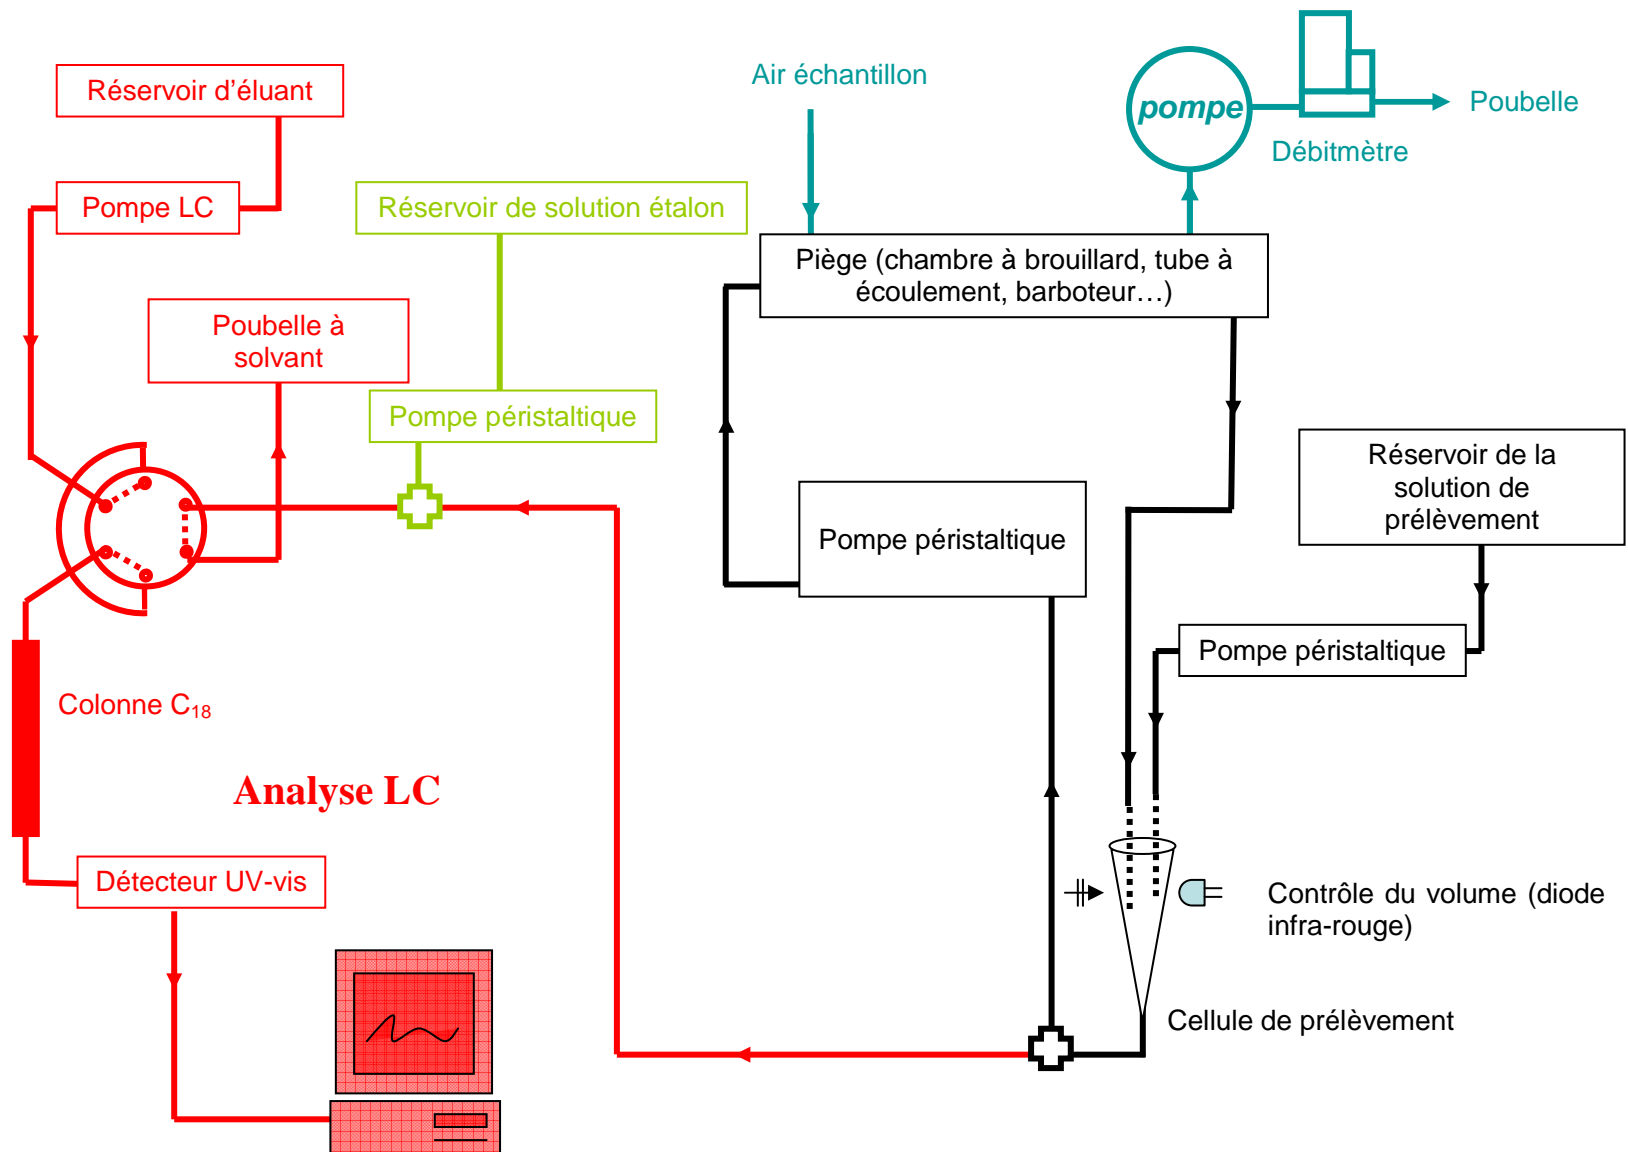 Air échantillon
pompe
Poubelle
Débitmètre
Réservoir d'éluant
Pompe LC
Réservoir de solution étalon
Piège (chambre à brouillard, tube à
écoulement, barboteur…)
Poubelle à
solvant
Pompe péristaltique
Réservoir de la
solution de
prélèvement
Pompe péristaltique
Pompe péristaltique
Colonne C18
Analyse LC
Détecteur UV-vis
Contrôle du volume (diode
infra-rouge)
Cellule de prélèvement